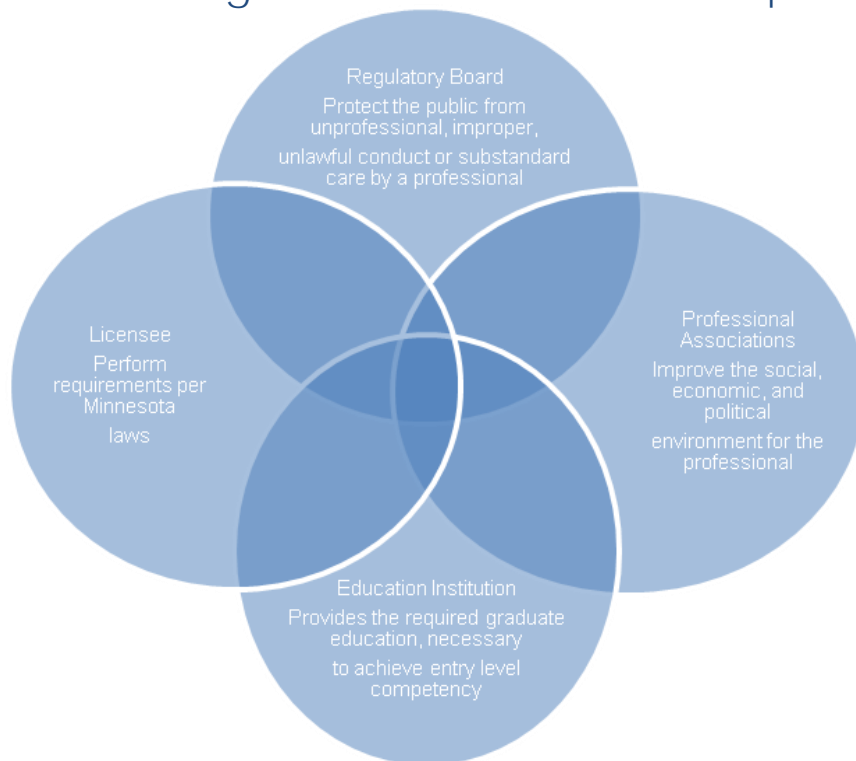 Regulatory Board
Protect the public from
unprofessional, improper,
unlawful conduct or substandard
care by a professional
Licensee
Perform
requirements per
Minnesota
laws
Professional
Associations
Improve the social,
economic, and
political
environment for the
professional
Education Institution
Provides the required graduate
education, necessary
to achieve entry level
competency